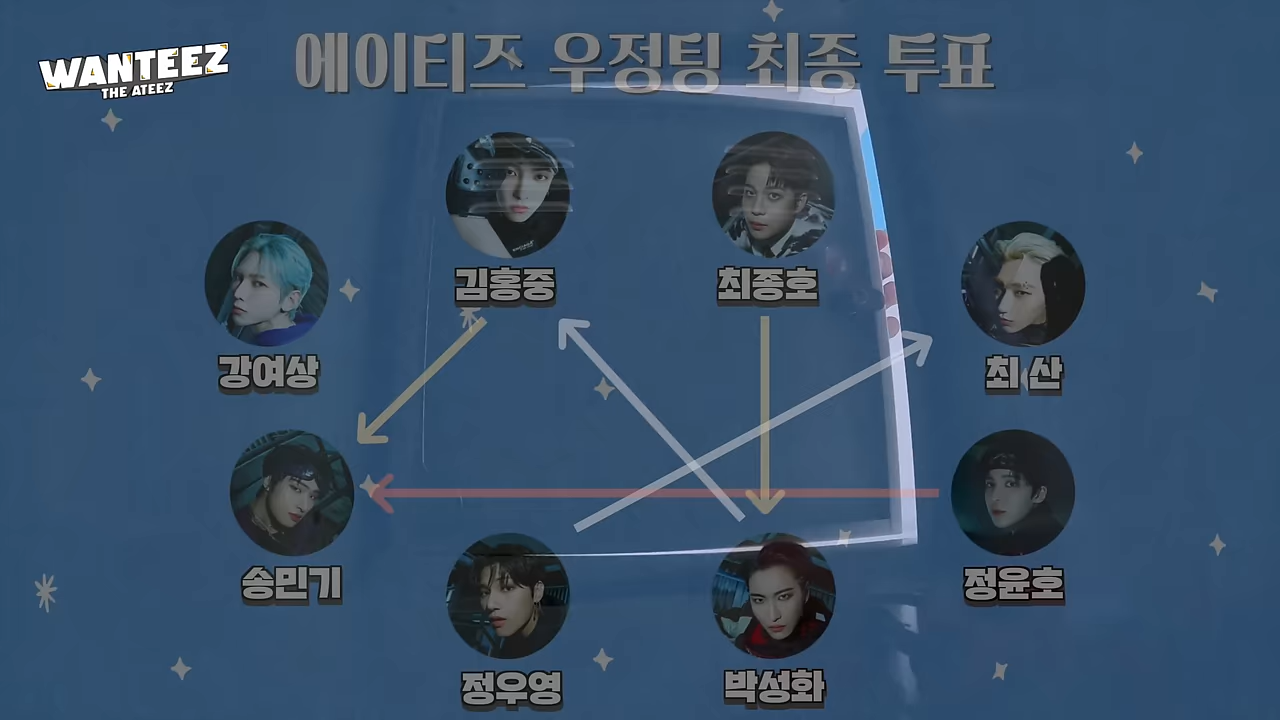 WANTEEZ
THE ATEEZ
에이티즈 우정팅 최종 투표
김홍중
최종호
강여상
최 산
송민기
정윤호
정우영
박성화